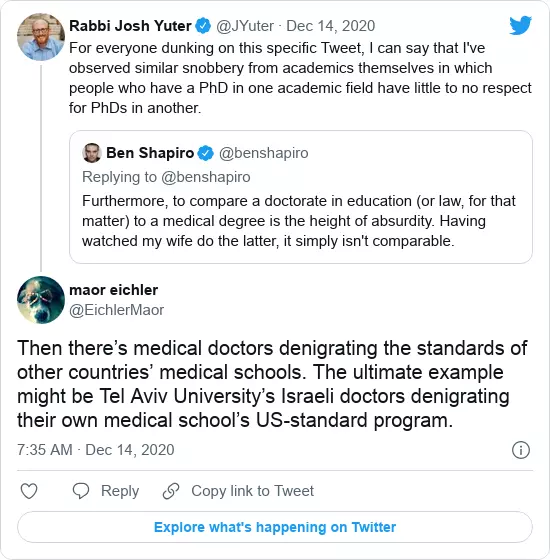 Rabbi Josh Yuter @JYuter · Dec 14, 2020
For everyone dunking on this specific Tweet, I can say that I've
observed similar snobbery from academics themselves in which
people who have a PhD in one academic field have little to no respect
for PhDs in another.
Ben Shapiro @benshapiro
Replying to @benshapiro
Furthermore, to compare a doctorate in education (or law, for that
matter) to a medical degree is the height of absurdity. Having
watched my wife do the latter, it simply isn't comparable.
maor eichler
@EichlerMaor
Then there’s medical doctors denigrating the standards of
other countries’ medical schools. The ultimate example
might be Tel Aviv University’s Israeli doctors denigrating
their own medical school’s US-standard program.
7:35 AM · Dec 14, 2020
Reply Copy link to Tweet
Explore what's happening on Twitter